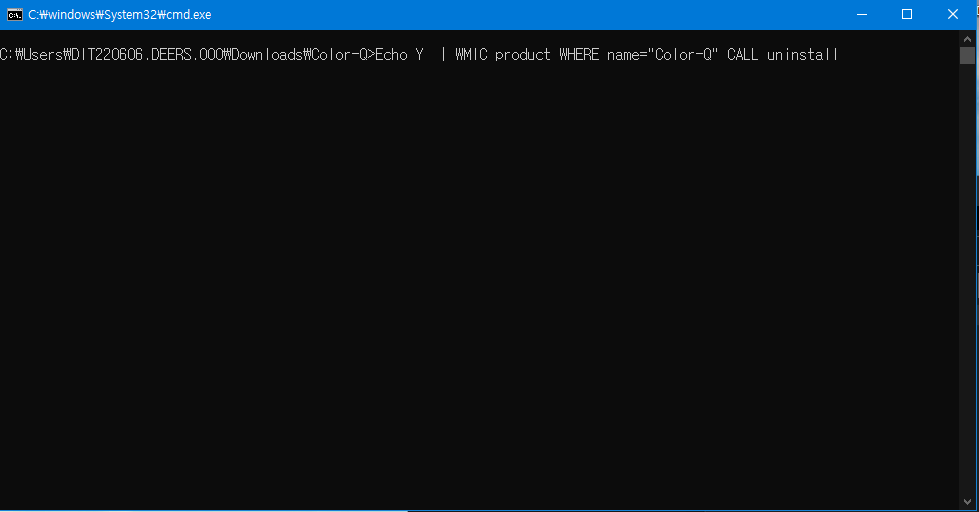 C:₩windows₩System32₩cmd.exe
C:₩Users₩DIT220606.DEERS.000₩Downloads₩Color-Q>Echo Y  | WMIC product WHERE name="Color-Q" CALL uninstall